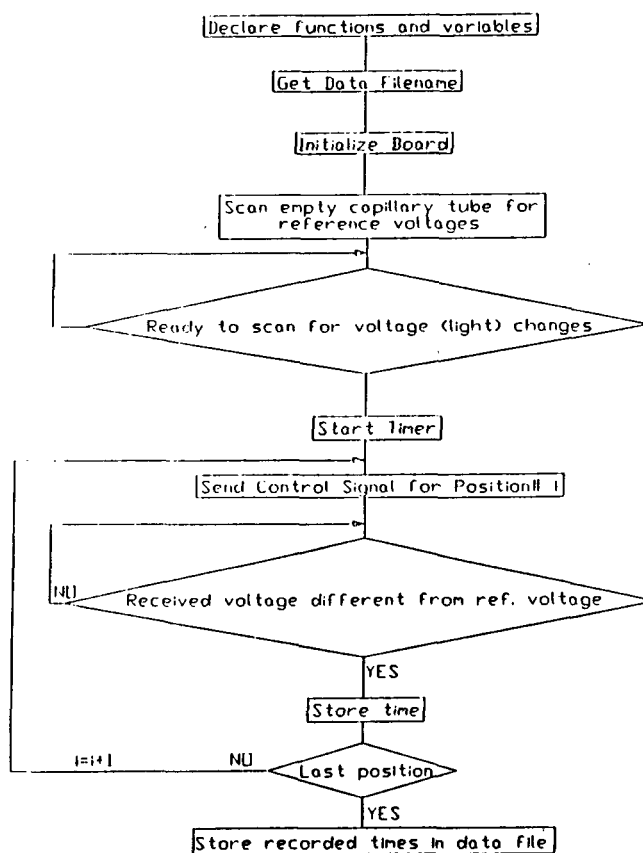 Declare functions and variables
Get Data Filename
Initialize Board
Scan empty capillary tube for
reference voltages
Ready to scan for voltage (light) changes
Start Timer
Send Control Signal for Position# i
Received voltage different from ref. voltage
NO
YES
Store time
i=i+1
NO
Last position
YES
Store recorded times in data file